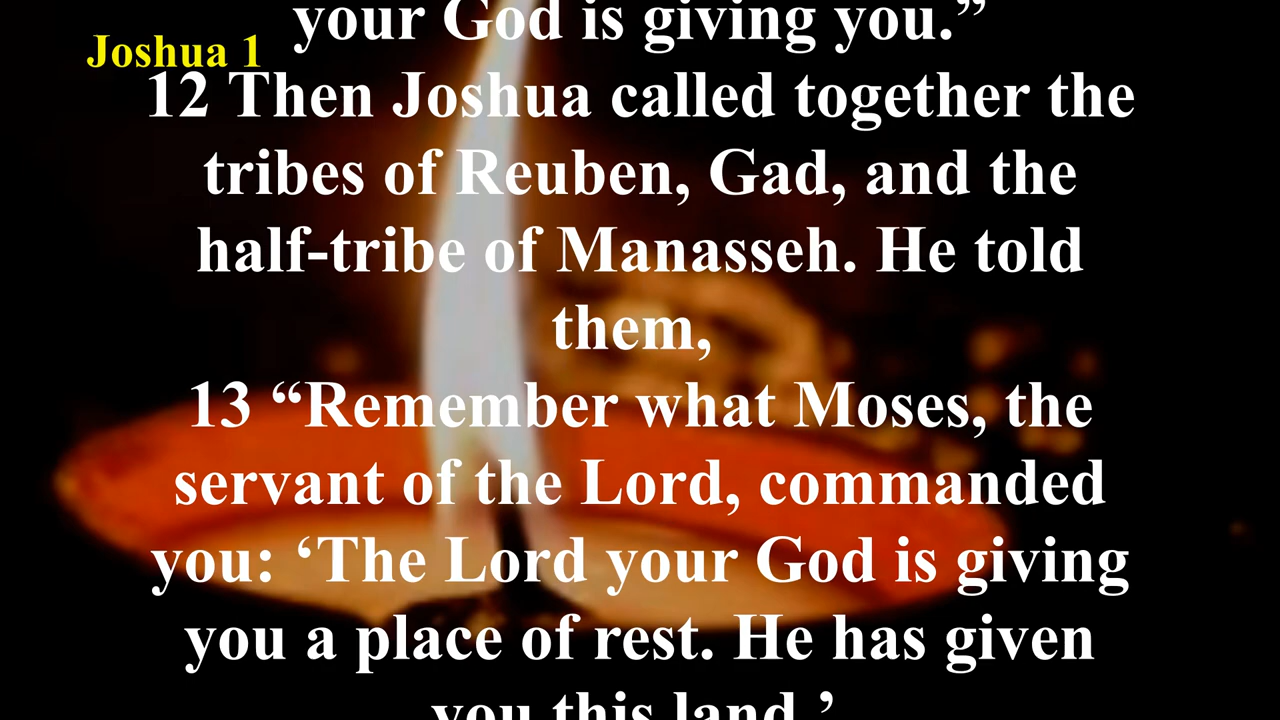 your God is giving you.”
Joshua 1
12 Then Joshua called together the
tribes of Reuben, Gad, and the
half-tribe of Manasseh. He told
them,
13 “Remember what Moses, the
servant of the Lord, commanded
you: ‘The Lord your God is giving
you a place of rest. He has given
you this land.’